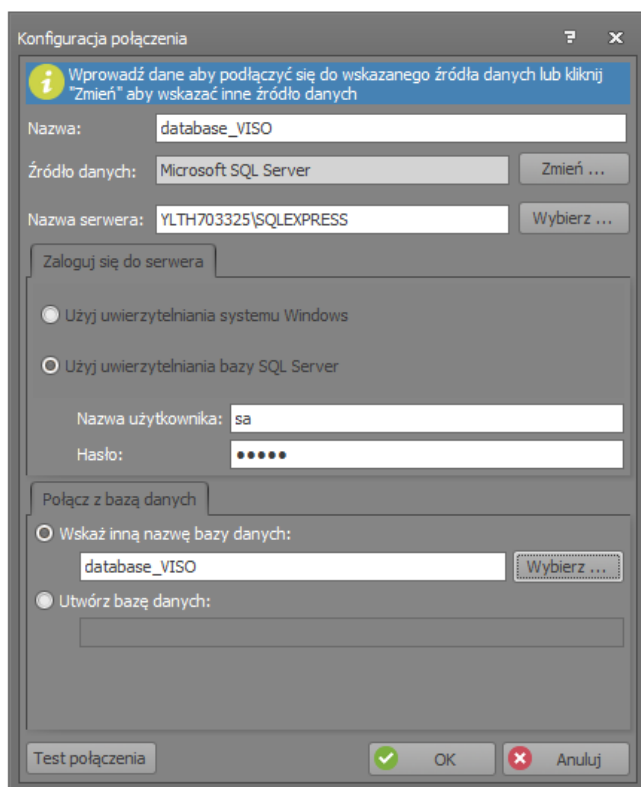 Konfiguracja połączenia
Wprowadź dane aby podłączyć się do wskazanego źródła danych lub kliknij
"Zmień" aby wskazać inne źródło danych
Nazwa: database_VISO
Źródło danych: Microsoft SQL Server Zmień ...
Nazwa serwera: YLTH703325\SQLEXPRESS Wybierz ...
Zaloguj się do serwera
Użyj uwierzytelniania systemu Windows
Użyj uwierzytelniania bazy SQL Server
Nazwa użytkownika: sa
Hasło: •••••
Połącz z bazą danych
Wskaż inną nazwę bazy danych:
database_VISO Wybierz ...
Utwórz bazę danych:
Test połączenia OK Anuluj